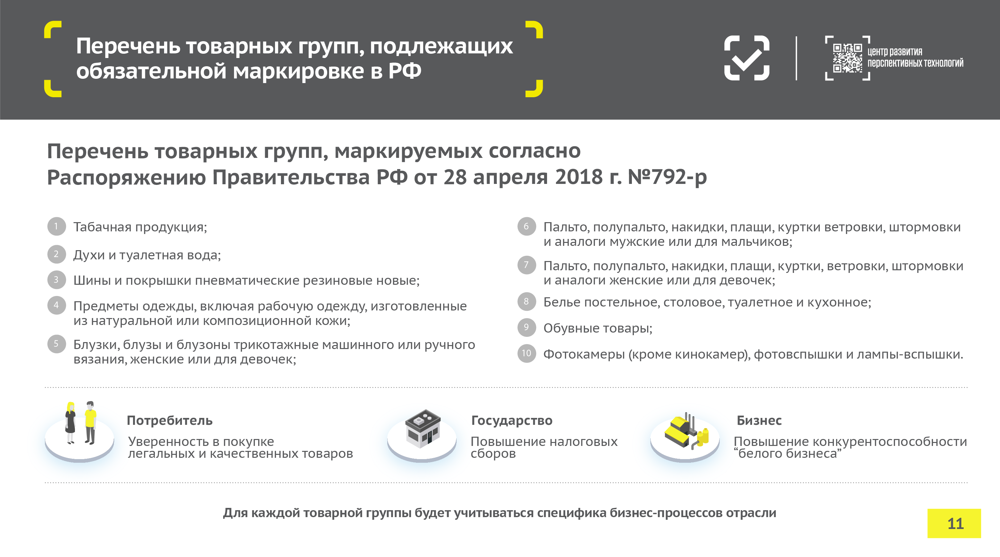 Перечень товарных групп, подлежащих
обязательной маркировке в РФ
центр развития
перспективных технологий
Перечень товарных групп, маркируемых согласно
Распоряжению Правительства РФ от 28 апреля 2018 г. №792-р
1 Табачная продукция;
2 Духи и туалетная вода;
3 Шины и покрышки пневматические резиновые новые;
4 Предметы одежды, включая рабочую одежду, изготовленные
из натуральной или композиционной кожи;
5 Блузки, блузы и блузоны трикотажные машинного или ручного
вязания, женские или для девочек;
6 Пальто, полупальто, накидки, плащи, куртки ветровки, штормовки
и аналоги мужские или для мальчиков;
7 Пальто, полупальто, накидки, плащи, куртки, ветровки, штормовки
и аналоги женские или для девочек;
8 Белье постельное, столовое, туалетное и кухонное;
9 Обувные товары;
10 Фотокамеры (кроме кинокамер), фотовспышки и лампы-вспышки.
Потребитель
Уверенность в покупке
легальных и качественных товаров
Государство
Повышение налоговых
сборов
Бизнес
Повышение конкурентоспособности
“белого бизнеса”
Для каждой товарной группы будет учитываться специфика бизнес-процессов отрасли
11